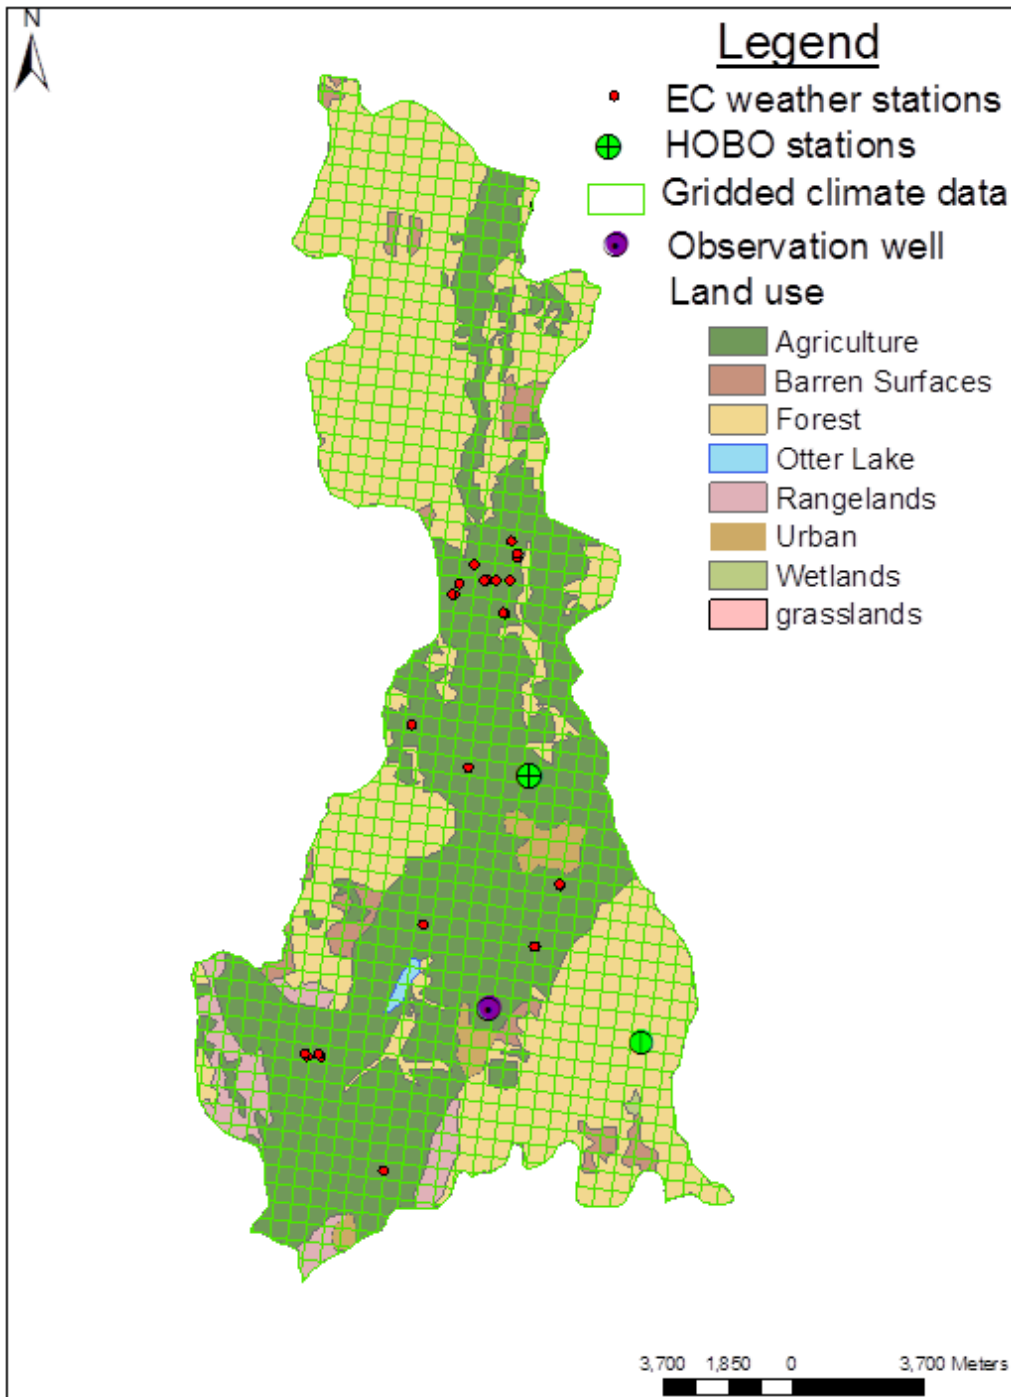 N
Legend
EC weather stations
HOBO stations
Gridded climate data
Observation well
Land use
Agriculture
Barren Surfaces
Forest
Otter Lake
Rangelands
Urban
Wetlands
grasslands
3,700 1,850 0 3,700 Meters